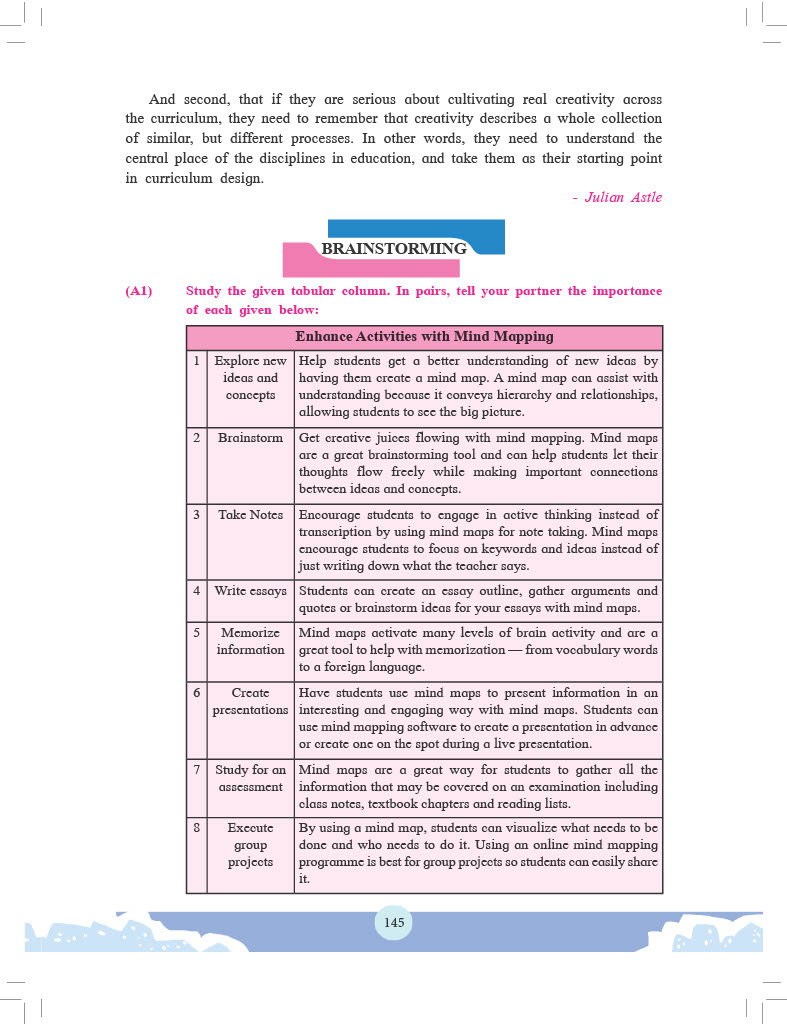 And second, that if they are serious about cultivating real creativity across
the curriculum, they need to remember that creativity describes a whole collection
of similar, but different processes. In other words, they need to understand the
central place of the disciplines in education, and take them as their starting point
in curriculum design.
- Julian Astle
BRAINSTORMING
(A1) Study the given tabular column. In pairs, tell your partner the importance
of each given below:
Enhance Activities with Mind Mapping
1 Explore new
ideas and
concepts
Help students get a better understanding of new ideas by
having them create a mind map. A mind map can assist with
understanding because it conveys hierarchy and relationships,
allowing students to see the big picture.
2 Brainstorm
Get creative juices flowing with mind mapping. Mind maps
are a great brainstorming tool and can help students let their
thoughts flow freely while making important connections
between ideas and concepts.
3 Take Notes
Encourage students to engage in active thinking instead of
transcription by using mind maps for note taking. Mind maps
encourage students to focus on keywords and ideas instead of
just writing down what the teacher says.
4 Write essays
Students can create an essay outline, gather arguments and
quotes or brainstorm ideas for your essays with mind maps.
5 Memorize
information
Mind maps activate many levels of brain activity and are a
great tool to help with memorization — from vocabulary words
to a foreign language.
6 Create
presentations
Have students use mind maps to present information in an
interesting and engaging way with mind maps. Students can
use mind mapping software to create a presentation in advance
or create one on the spot during a live presentation.
7 Study for an
assessment
Mind maps are a great way for students to gather all the
information that may be covered on an examination including
class notes, textbook chapters and reading lists.
8 Execute
group
projects
By using a mind map, students can visualize what needs to be
done and who needs to do it. Using an online mind mapping
programme is best for group projects so students can easily share
it.
145